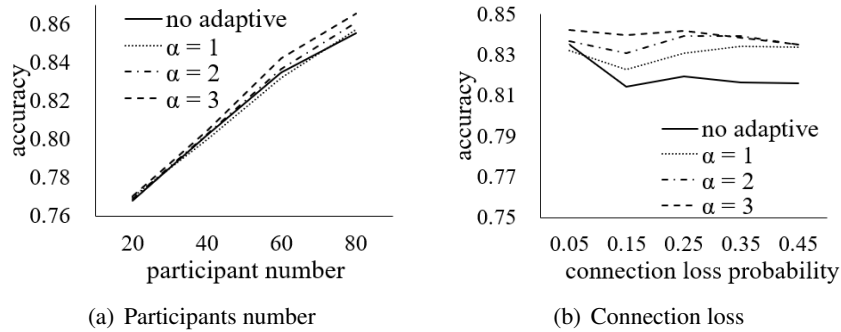 0.86
0.84
0.82
0.80
0.78
0.76
accuracy
no adaptive
α = 1
α = 2
α = 3
20 40 60 80
participant number
(a) Participants number
0.85
0.83
0.81
0.79
0.77
0.75
accuracy
no adaptive
α = 1
α = 2
α = 3
0.05 0.15 0.25 0.35 0.45
connection loss probability
(b) Connection loss